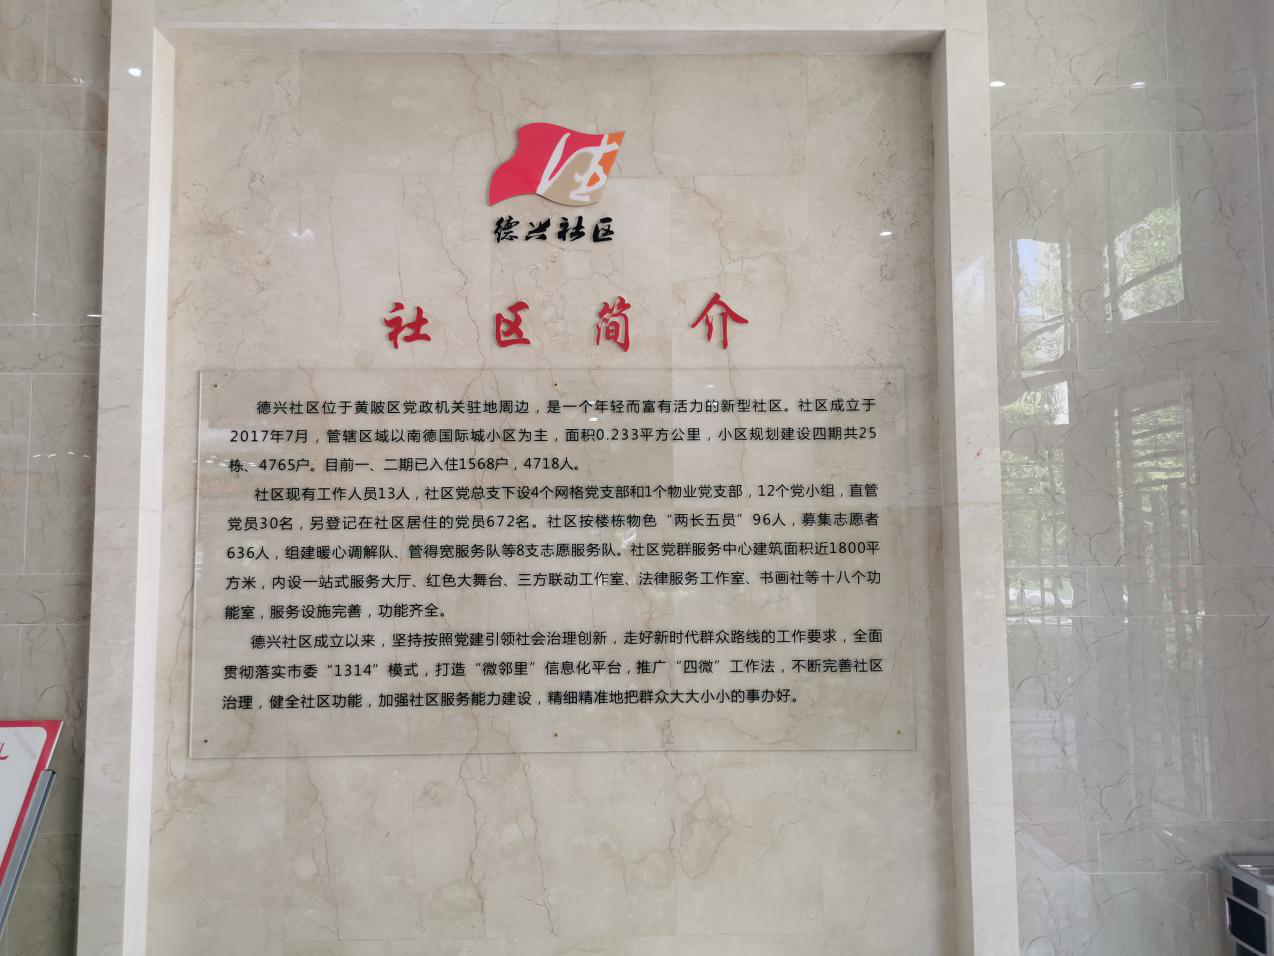 德兴社区
社区简介
德兴社区位于黄陂区党政机关驻地周边，是一个年轻而富有活力的新型社区。社区成立于
2017年7月，管辖区域以南德国际城小区为主，面积0.233平方公里，小区规划建设四期共25
栋、4765户。目前一、二期已入住1568户，4718人。
社区现有工作人员13人，社区党总支下设4个网格党支部和1个物业党支部，12个党小组，直管
党员30名，另登记在社区居住的党员672名。社区按楼栋物色“两长五员”96人，募集志愿者
636人，组建暖心调解队、管得宽服务队等8支志愿服务队。社区党群服务中心建筑面积近1800平
方米，内设一站式服务大厅、红色大舞台、三方联动工作室、法律服务工作室、书画社等十八个功
能室，服务设施完善，功能齐全。
德兴社区成立以来，坚持按照党建引领社会治理创新，走好新时代群众路线的工作要求，全面
贯彻落实市委“1314”模式，打造“微邻里”信息化平台，推广“四微”工作法，不断完善社区
治理，健全社区功能，加强社区服务能力建设，精细精准地把群众大大小小的事办好。